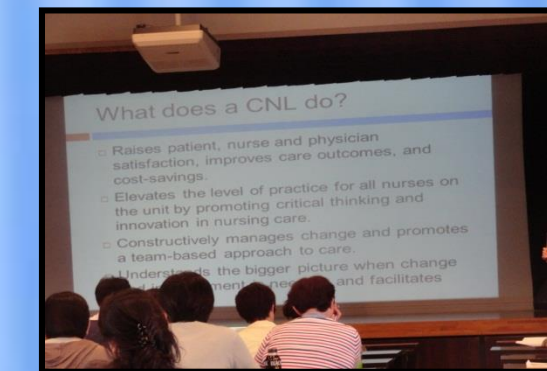 What does a CNL do?
Raises patient, nurse and physician
satisfaction, improves care outcomes, and
cost-savings.
Elevates the level of practice for all nurses on
the unit by promoting critical thinking and
innovation in nursing care.
Constructively manages change and promotes
a team-based approach to care.
Understands the bigger picture when change
and facilitates